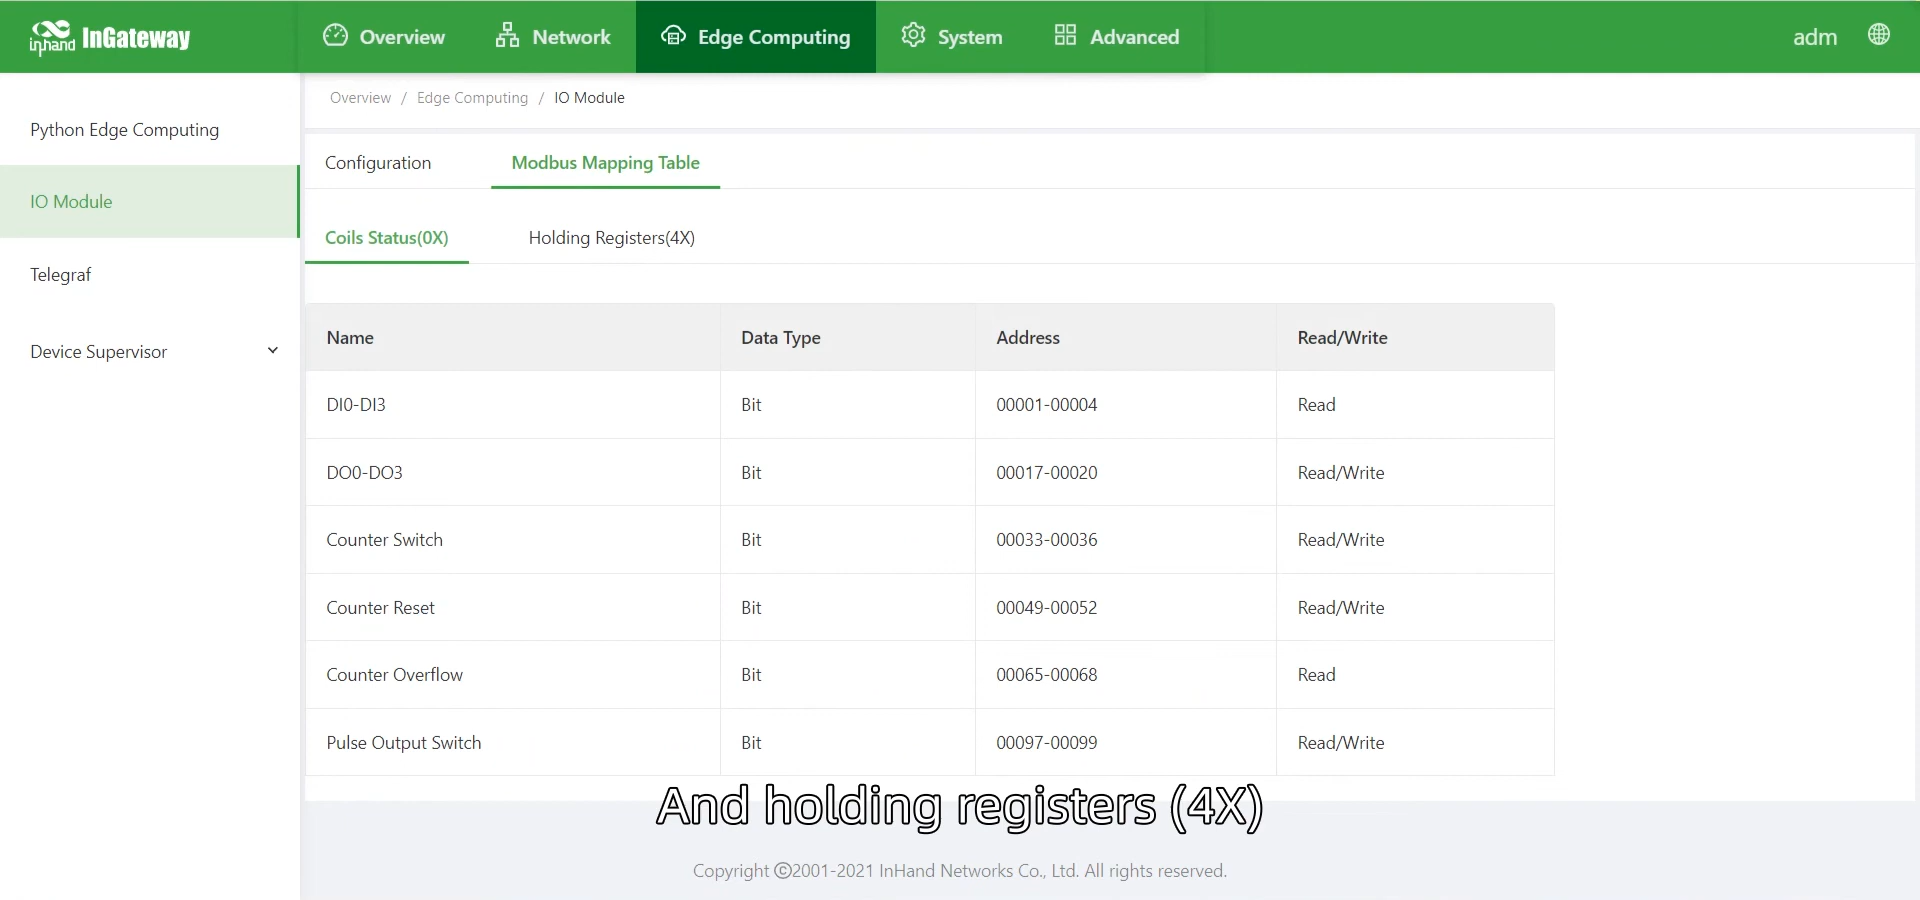 inhand InGateway Overview Network Edge Computing System Advanced adm
Overview / Edge Computing / IO Module
Python Edge Computing
IO Module
Telegraf
Device Supervisor
Configuration Modbus Mapping Table
Coils Status(0X) Holding Registers(4X)
Name Data Type Address Read/Write
DI0-DI3 Bit 00001-00004 Read
DO0-DO3 Bit 00017-00020 Read/Write
Counter Switch Bit 00033-00036 Read/Write
Counter Reset Bit 00049-00052 Read/Write
Counter Overflow Bit 00065-00068 Read
Pulse Output Switch Bit 00097-00099 Read/Write
And holding registers (4X)
Copyright ©2001-2021 InHand Networks Co., Ltd. All rights reserved.